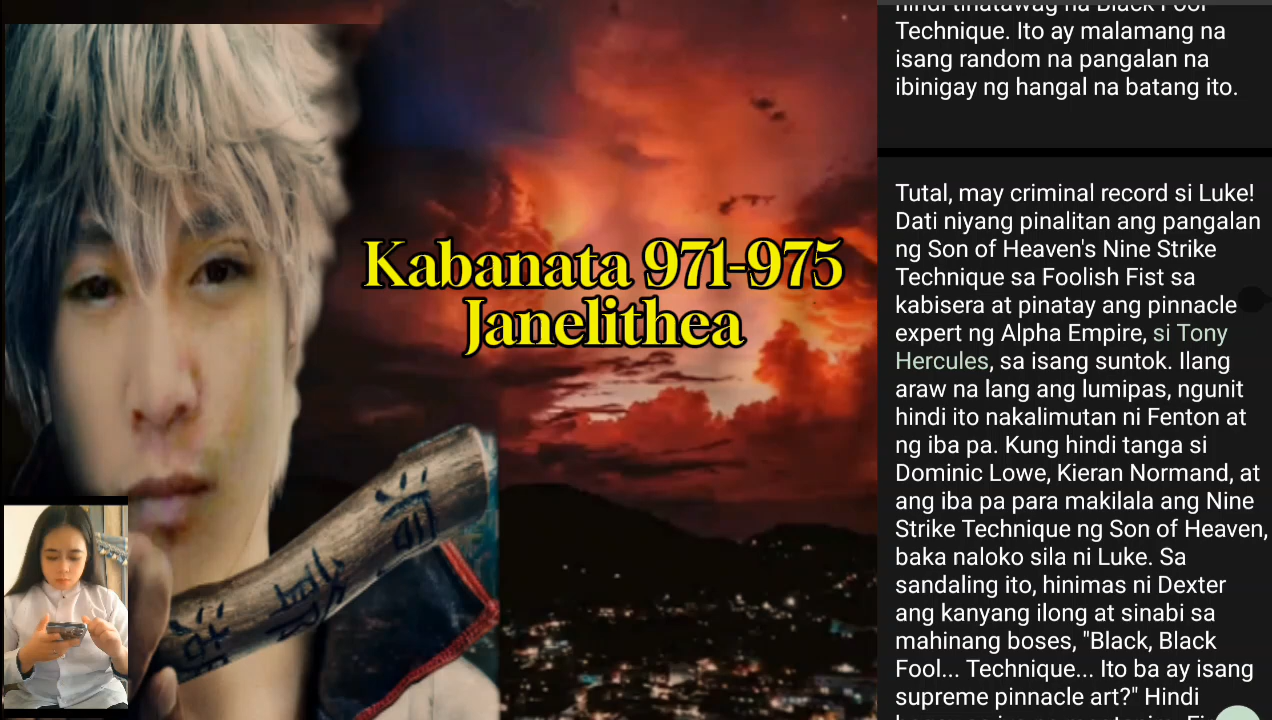 Kabanata 971-975
Janelithea
Technique. Ito ay malamang na
isang random na pangalan na
ibinigay ng hangal na batang ito.
Tutal, may criminal record si Luke!
Dati niyang pinalitan ang pangalan
ng Son of Heaven's Nine Strike
Technique sa Foolish Fist sa
kabisera at pinatay ang pinnacle
expert ng Alpha Empire, si Tony
Hercules, sa isang suntok. Ilang
araw na lang ang lumipas, ngunit
hindi ito nakalimutan ni Fenton at
ng iba pa. Kung hindi tanga si
Dominic Lowe, Kieran Normand, at
ang iba pa para makilala ang Nine
Strike Technique ng Son of Heaven,
baka naloko sila ni Luke. Sa
sandaling ito, hinimas ni Dexter
ang kanyang ilong at sinabi sa
mahinang boses, "Black, Black
Fool... Technique... Ito ba ay isang
supreme pinnacle art?" Hindi